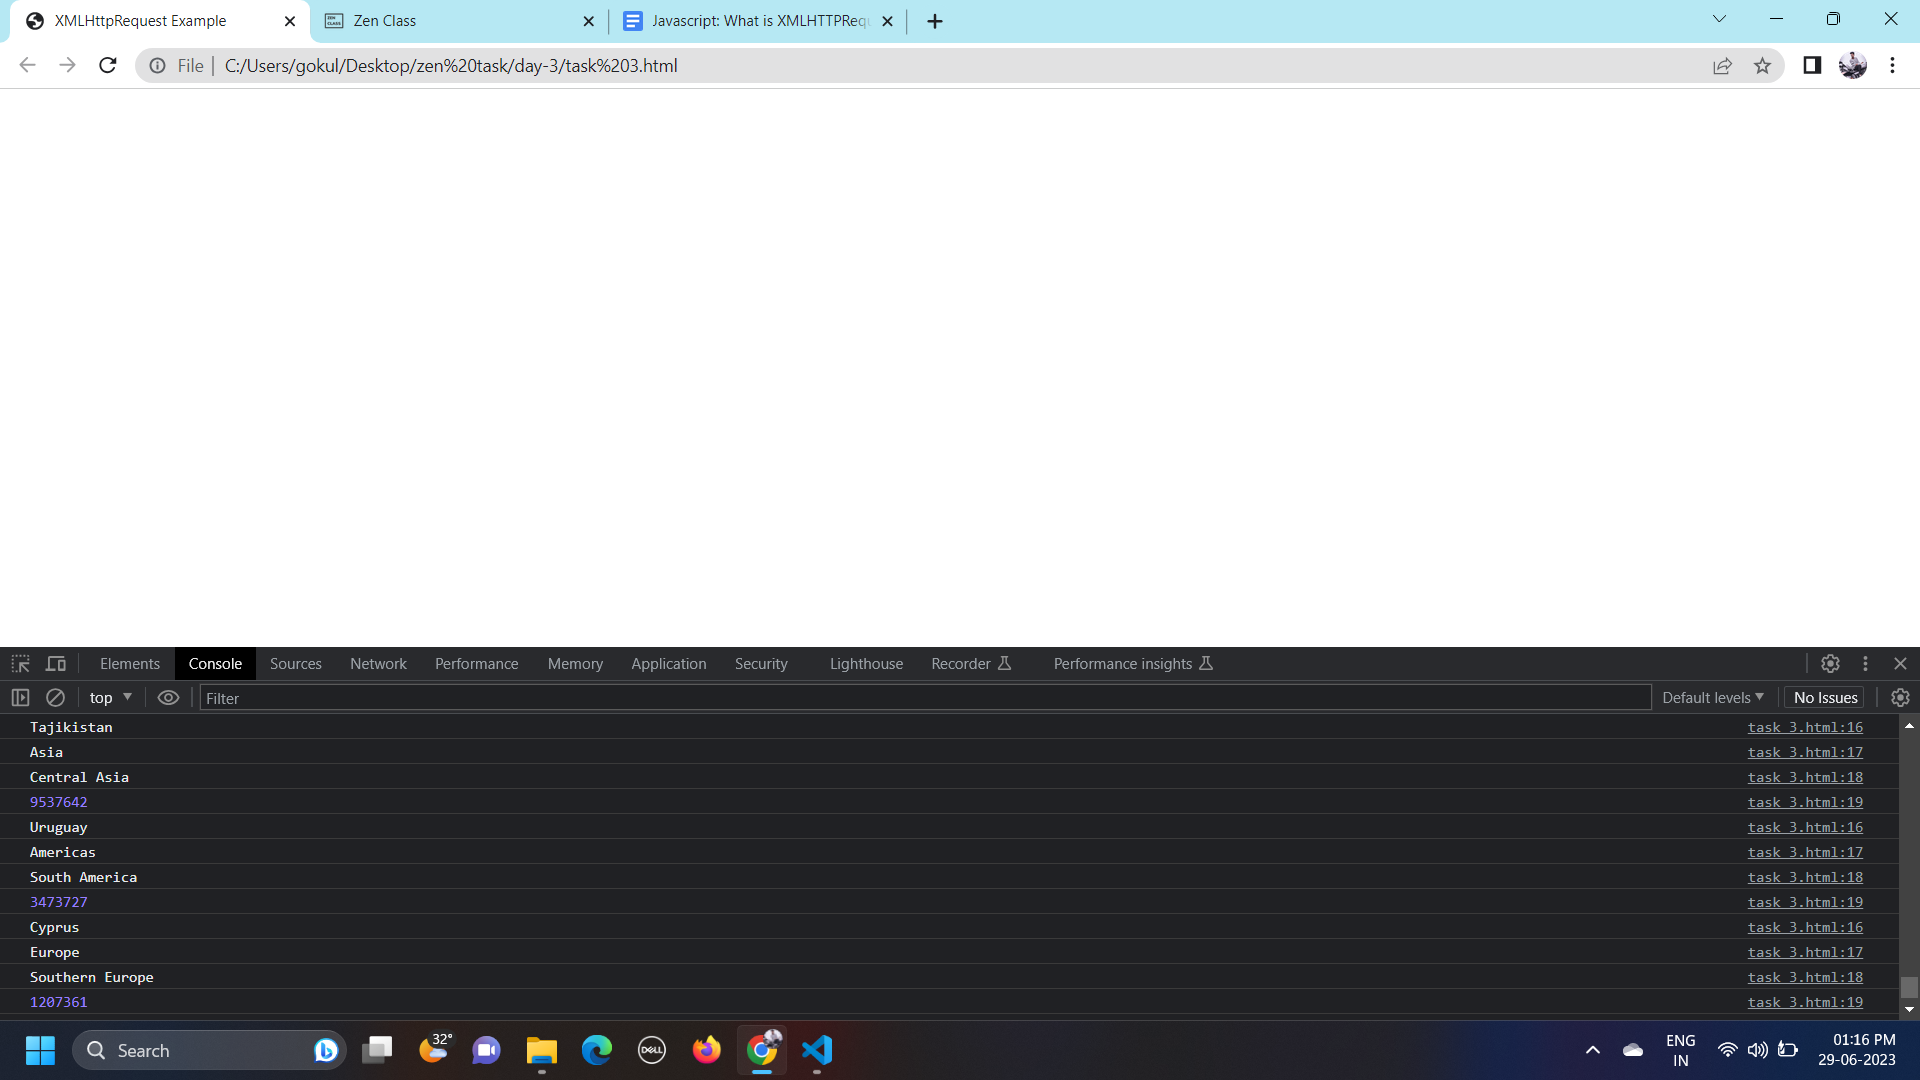 XMLHttpRequest Example
Zen Class
Javascript: What is XMLHTTPRequ
File
C:/Users/gokul/Desktop/zen%20task/day-3/task%203.html
Elements
Console
Sources
Network
Performance
Memory
Application
Security
Lighthouse
Recorder
Performance insights
top
Filter
Default levels
No Issues
Tajikistan task 3.html:16
Asia task 3.html:17
Central Asia task 3.html:18
9537642 task 3.html:19
Uruguay task 3.html:16
Americas task 3.html:17
South America task 3.html:18
3473727 task 3.html:19
Cyprus task 3.html:16
Europe task 3.html:17
Southern Europe task 3.html:18
1207361 task 3.html:19
Search
32°
DELL
ENG
IN
01:16 PM
29-06-2023